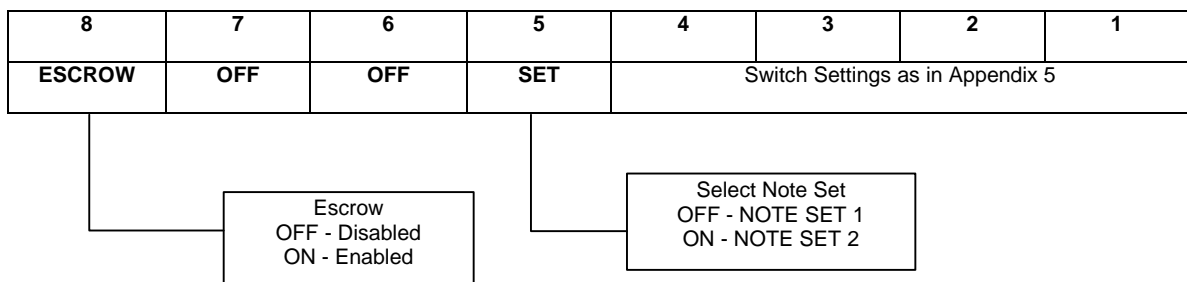 8 7 6 5 4 3 2 1
ESCROW OFF OFF SET Switch Settings as in Appendix 5
Escrow
OFF - Disabled
ON - Enabled
Select Note Set
OFF - NOTE SET 1
ON - NOTE SET 2